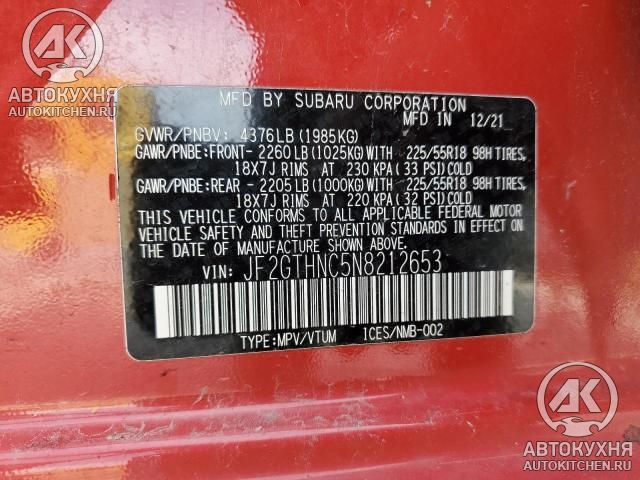 AK
АВТОКУХНЯ
AUTOKITCHEN.RU
MFD BY SUBARU CORPORATION
MFD IN 12/21
GVWR/PNBV: 4376LB(1985KG)
GAWR/PNBE:FRONT- 2260LB(1025KG)WITH 225/55R18 98H TIRES,
18X7J RIMS AT 230 KPA( 33 PSI)COLD
GAWR/PNBE:REAR - 2205LB(1000KG)WITH 225/55R18 98H TIRES,
18X7J RIMS AT 220 KPA( 32 PSI)COLD
THIS VEHICLE CONFORMS TO ALL APPLICABLE FEDERAL MOTOR
VEHICLE SAFETY AND THEFT PREVENTION STANDARDS IN EFFECT ON
THE DATE OF MANUFACTURE SHOWN ABOVE.
VIN: JF2GTHNC5N8212653
TYPE:MPV/VTUM ICES/NMB-002
AK
АВТОКУХНЯ
AUTOKITCHEN.RU